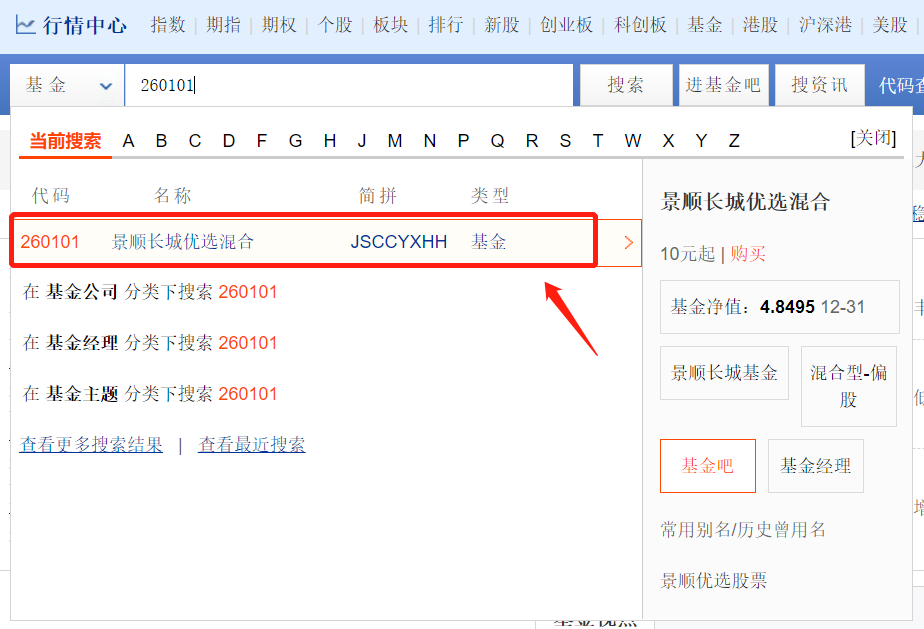 行情中心 指数 期指 期权 个股 板块 排行 新股 创业板 科创板 基金 港股 沪深港 美股
基金 260101 搜索 进基金吧 搜资讯 代码
当前搜索 A B C D F G H J M N P Q R S T W X Y Z [关闭]
代码 名称 简拼 类型
260101 景顺长城优选混合 JSCCYXHH 基金 >
在 基金公司 分类下搜索 260101
在 基金经理 分类下搜索 260101
在 基金主题 分类下搜索 260101
查看更多搜索结果 | 查看最近搜索
景顺长城优选混合
10元起 | 购买
基金净值：4.8495 12-31
景顺长城基金
混合型-偏
股
基金吧 基金经理
常用别名/历史曾用名
景顺优选股票